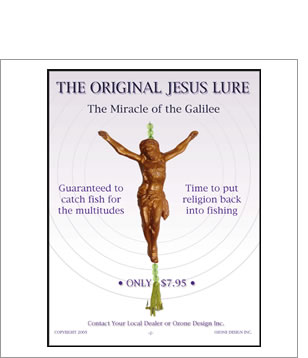 THE ORIGINAL JESUS LURE
The Miracle of the Galilee
Guaranteed to
catch fish for
the multitudes
Time to put
religion back
into fishing
• ONLY $7.95 •
Contact Your Local Dealer or Ozone Design Inc.
COPYRIGHT 2005
OZONE DESIGN INC.